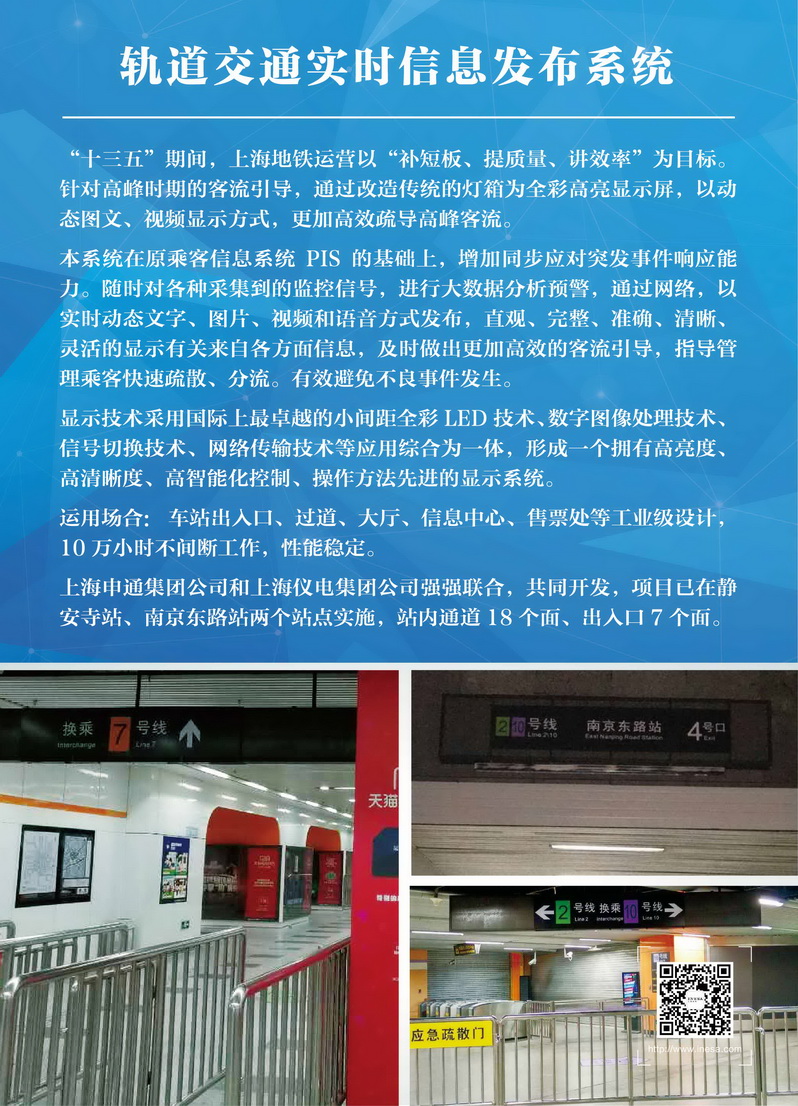 轨道交通实时信息发布系统
“十三五”期间，上海地铁运营以“补短板、提质量、讲效率”为目标。
针对高峰时期的客流引导，通过改造传统的灯箱为全彩高亮显示屏，以动
态图文、视频显示方式，更加高效疏导高峰客流。
本系统在原乘客信息系统 PIS 的基础上，增加同步应对突发事件响应能
力。随时对各种采集到的监控信号，进行大数据分析预警，通过网络，以
实时动态文字、图片、视频和语音方式发布，直观、完整、准确、清晰、
灵活的显示有关来自各方面信息，及时做出更加高效的客流引导，指导管
理乘客快速疏散、分流。有效避免不良事件发生。
显示技术采用国际上最卓越的小间距全彩 LED 技术、数字图像处理技术、
信号切换技术、网络传输技术等应用综合为一体，形成一个拥有高亮度、
高清晰度、高智能化控制、操作方法先进的显示系统。
运用场合： 车站出入口、过道、大厅、信息中心、售票处等工业级设计，
10 万小时不间断工作，性能稳定。
上海申通集团公司和上海仪电集团公司强强联合，共同开发，项目已在静
安寺站、南京东路站两个站点实施，站内通道 18 个面、出入口 7 个面。
换乘 7 号线
Interchange Line 7
天猫
2 10 号线 南京东路站 4 号口
Line 2\10 East Nanjing Road Station Exit
2 号线 换乘 10 号线
Line 2 Interchange Line 10
应急疏散门
http://www.inesa.com